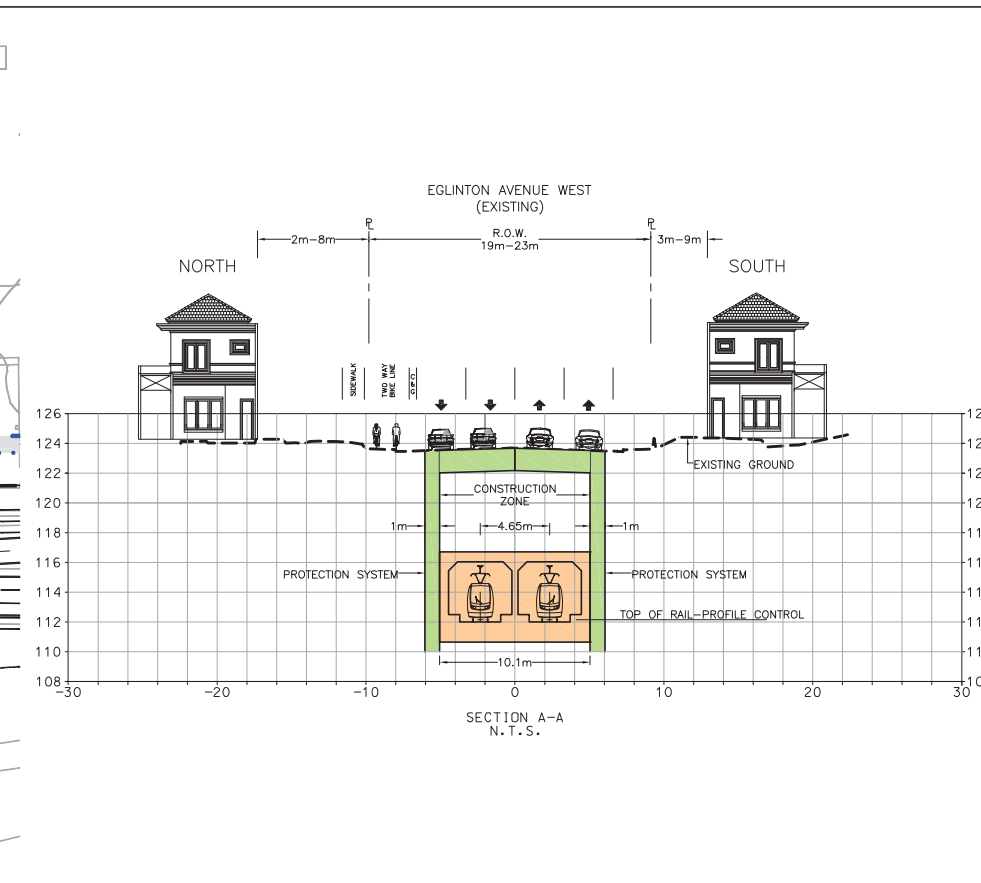 EGLINTON AVENUE WEST
(EXISTING)
2m-8m
R.O.W.
19m-23m
3m-9m
NORTH
SOUTH
SIDEWALK
TWO WAY
BIKE LINE
C&G
126
124
122
120
118
116
114
112
110
108
EXISTING GROUND
CONSTRUCTION
ZONE
1m
4.65m
1m
PROTECTION SYSTEM
PROTECTION SYSTEM
TOP OF RAIL-PROFILE CONTROL
10.1m
-30
-20
-10
0
10
20
30
SECTION A-A
N.T.S.